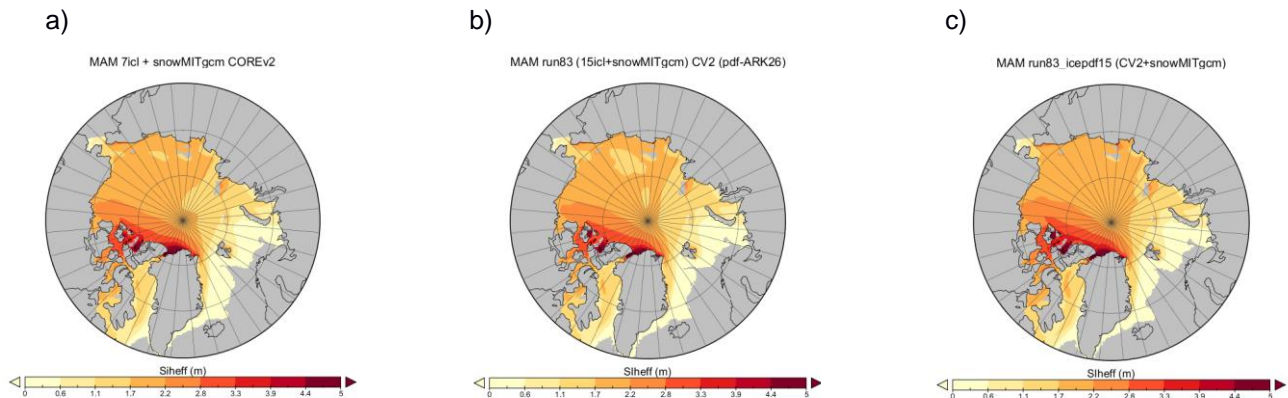 a)
b)
c)
MAM 7icl + snowMITgcm COREv2
MAM run83 (15icl+snowMITgcm) CV2 (pdf-ARK26)
MAM run83_icepdf15 (CV2+snowMITgcm)
Siheff (m)
0 0.6 1.1 1.7 2.2 2.8 3.3 3.9 4.4 5
SIheff (m)
0 0.6 1.1 1.7 2.2 2.8 3.3 3.9 4.4 5
SIheff (m)
0 0.6 1.1 1.7 2.2 2.8 3.3 3.9 4.4 5